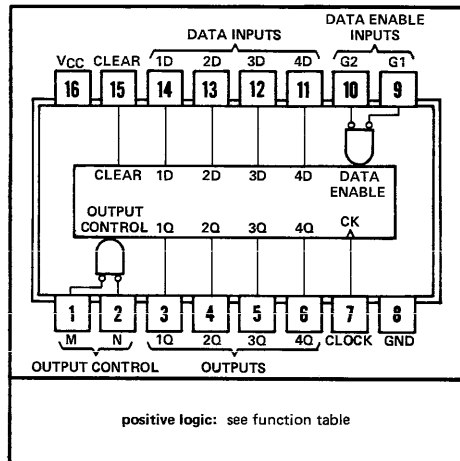 DATA INPUTS DATA ENABLE INPUTS
VCC CLEAR 1D 2D 3D 4D G2 G1
16 15 14 13 12 11 10 9
CLEAR 1D 2D 3D 4D DATA ENABLE
OUTPUT CONTROL 1Q 2Q 3Q 4Q CK
1 2 3 4 5 6 7 8
M N 1Q 2Q 3Q 4Q CLOCK GND
OUTPUT CONTROL OUTPUTS
positive logic: see function table